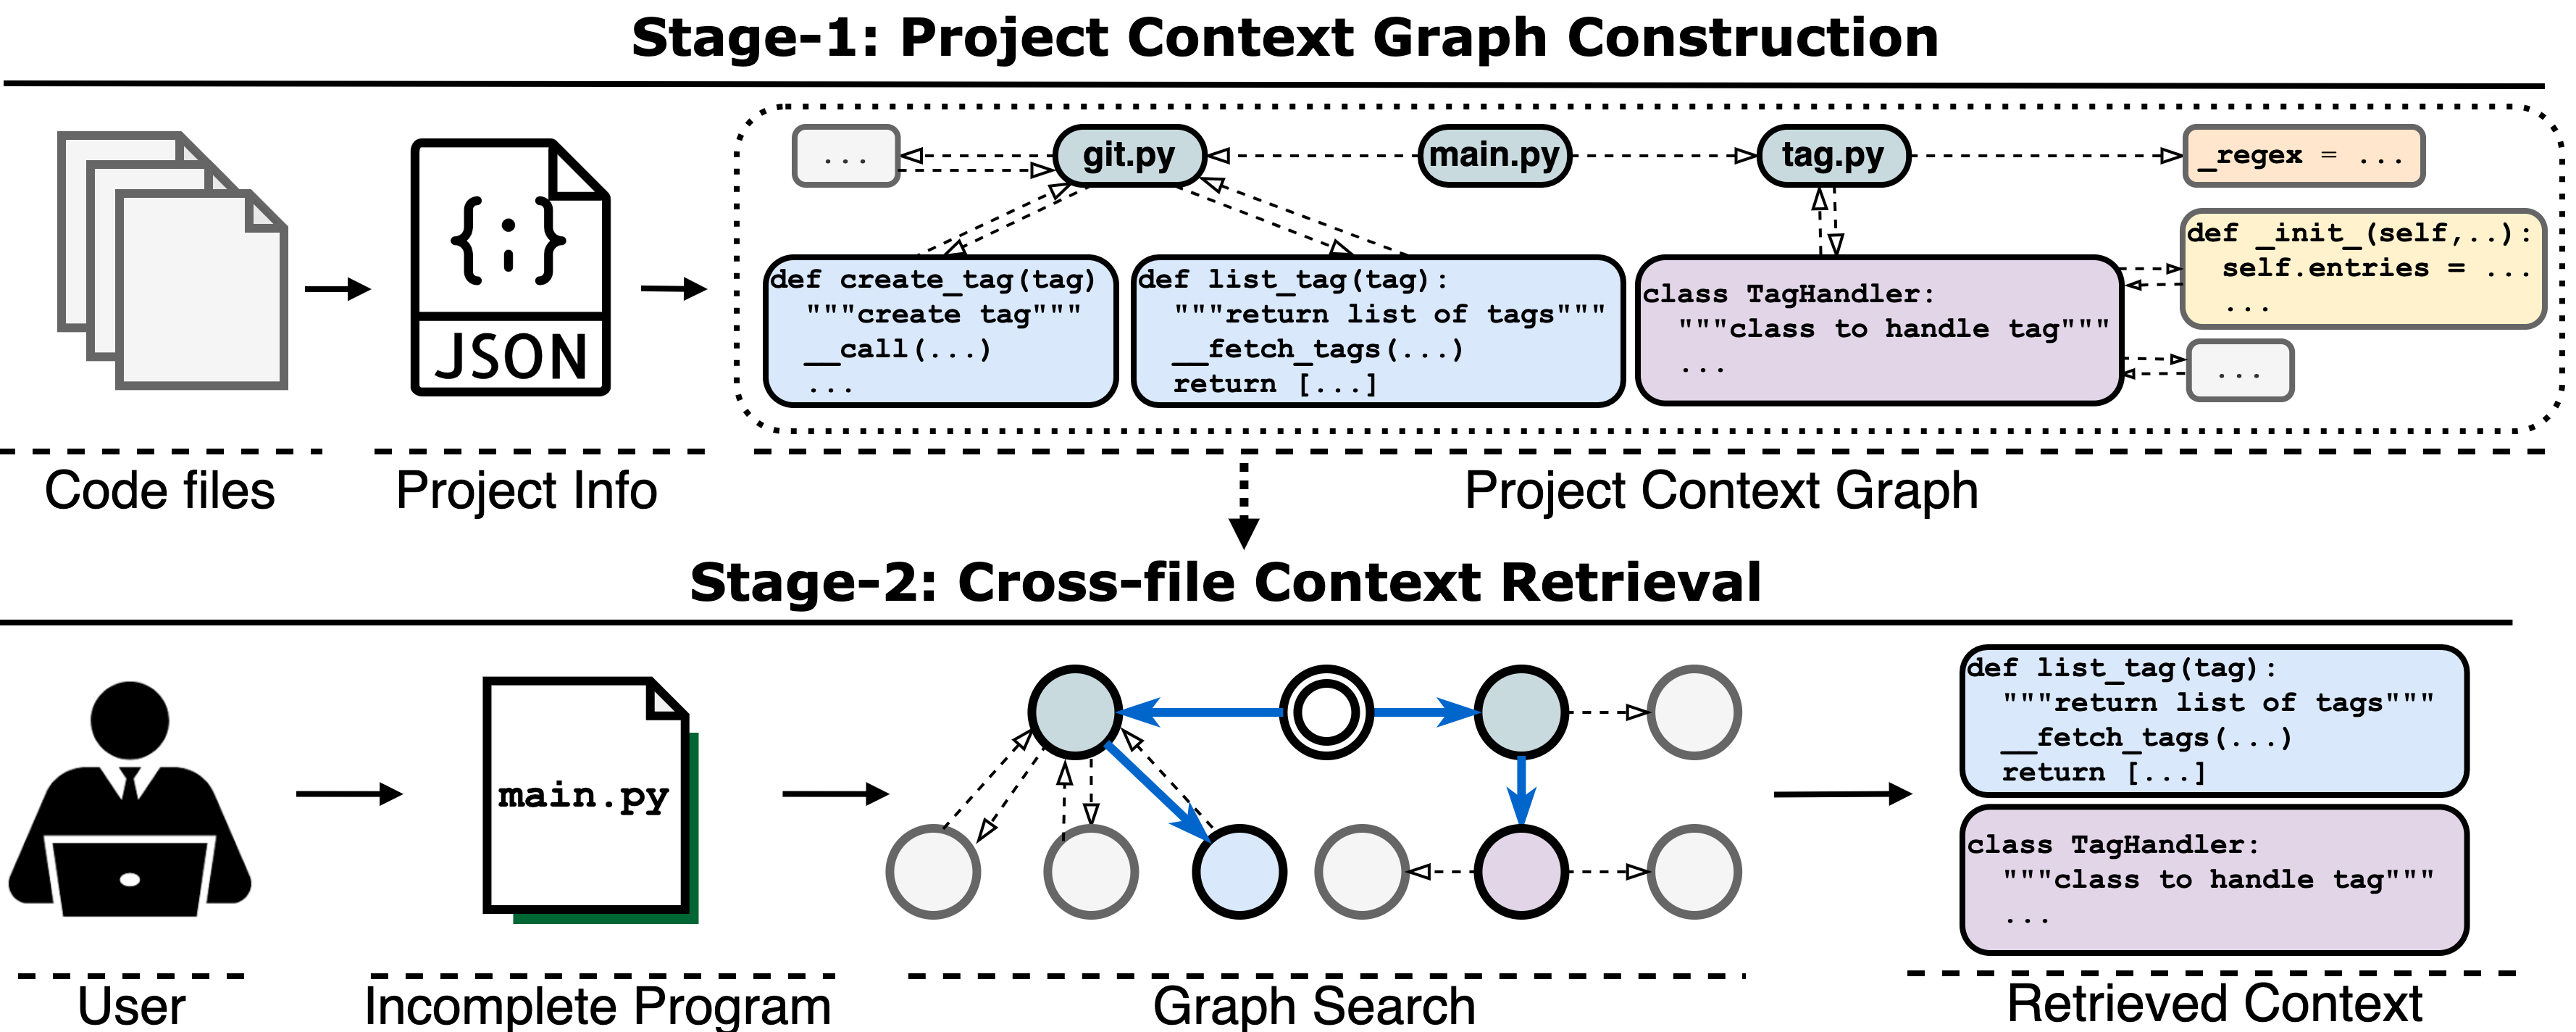 Stage-1: Project Context Graph Construction
{;}
JSON
...
git.py
main.py
tag.py
_regex = ...
def create_tag(tag)
"""create tag"""
__call(...)
...
def list_tag(tag):
"""return list of tags"""
__fetch_tags(...)
return [...]
class TagHandler:
"""class to handle tag"""
...
def _init_(self,..):
self.entries = ...
...
...
Code files
Project Info
Project Context Graph
Stage-2: Cross-file Context Retrieval
main.py
def list_tag(tag):
"""return list of tags"""
__fetch_tags(...)
return [...]
class TagHandler:
"""class to handle tag"""
...
User
Incomplete Program
Graph Search
Retrieved Context